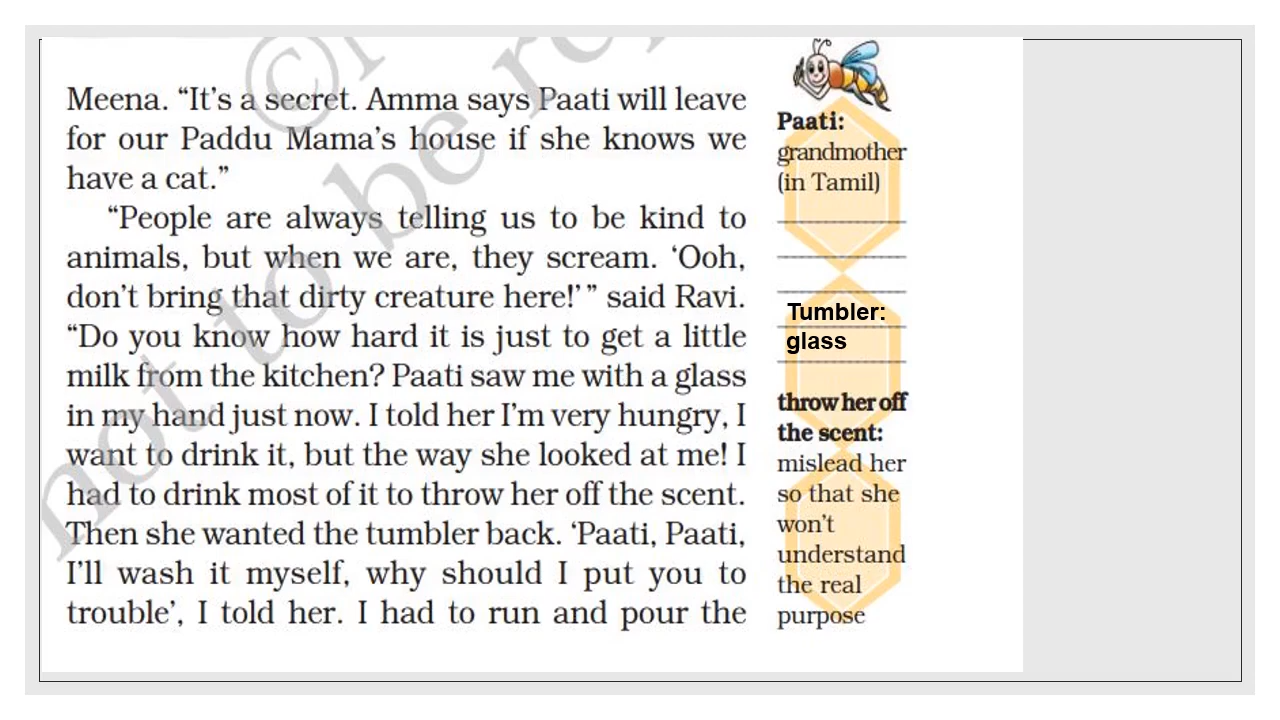 Meena. “It’s a secret. Amma says Paati will leave
for our Paddu Mama’s house if she knows we
have a cat.”
“People are always telling us to be kind to
animals, but when we are, they scream. ‘Ooh,
don’t bring that dirty creature here!’ ” said Ravi.
“Do you know how hard it is just to get a little
milk from the kitchen? Paati saw me with a glass
in my hand just now. I told her I’m very hungry, I
want to drink it, but the way she looked at me! I
had to drink most of it to throw her off the scent.
Then she wanted the tumbler back. ‘Paati, Paati,
I’ll wash it myself, why should I put you to
trouble’, I told her. I had to run and pour the
Paati:
grandmother
(in Tamil)
Tumbler:
glass
throw her off
the scent:
mislead her
so that she
won’t
understand
the real
purpose
not to be